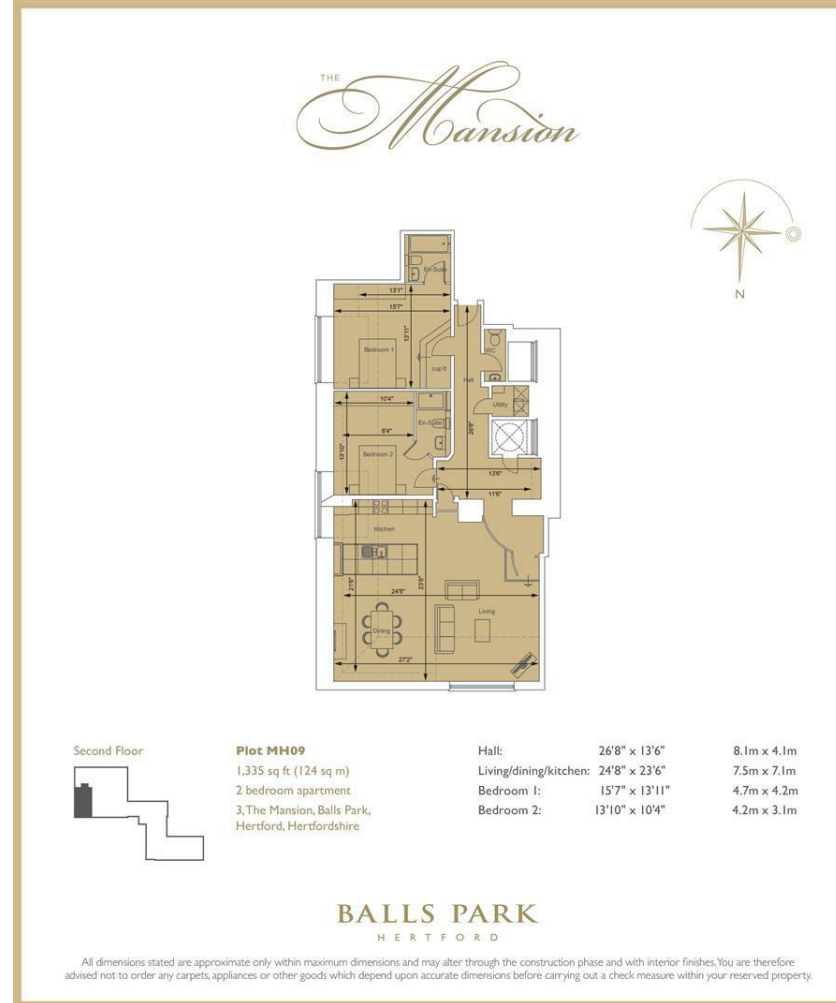 THE
Mansion
N
En-Suite
13'1"
15'7"
13'11"
Bedroom 1
cup'd
Hall
WC
26'8"
Utility
10'4"
En-Suite
8'4"
13'10"
Bedroom 2
13'6"
11'6"
Kitchen
21'6"
23'6"
24'8"
Living
Dining
27'2"
Second Floor
Plot MH09
1,335 sq ft (124 sq m)
2 bedroom apartment
3,The Mansion, Balls Park,
Hertford, Hertfordshire
Hall: 26'8" x 13'6" 8.1m x 4.1m
Living/dining/kitchen: 24'8" x 23'6" 7.5m x 7.1m
Bedroom 1: 15'7" x 13'11" 4.7m x 4.2m
Bedroom 2: 13'10" x 10'4" 4.2m x 3.1m
BALLS PARK
HERTFORD
All dimensions stated are approximate only within maximum dimensions and may alter through the construction phase and with interior finishes.You are therefore
advised not to order any carpets, appliances or other goods which depend upon accurate dimensions before carrying out a check measure within your reserved property.